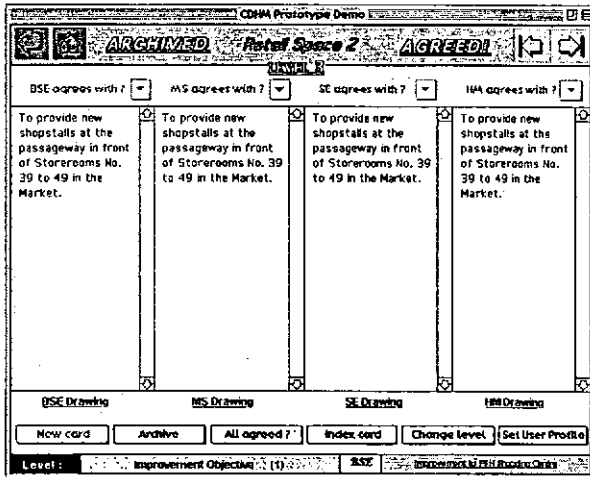 CDHM Prototype Demo
ARCHIVED Retail Space 2 AGREED!
LEVEL 2
BSE agrees with ? MS agrees with ? SE agrees with ? HM agrees with ?
To provide new
shopstalls at the
passageway in front
of Storerooms No.
39 to 49 in the
Market.
To provide new
shopstalls at the
passageway in front
of Storerooms No.
39 to 49 in the
Market.
To provide new
shopstalls at the
passageway in front
of Storerooms No.
39 to 49 in the
Market.
To provide new
shopstalls at the
passageway in front
of Storerooms No.
39 to 49 in the
Market.
BSE Drawing MS Drawing SE Drawing HM Drawing
New card Archive All agreed ? Index card Change level Set User Profile
Level : Improvement Objective (1) BSE Improvement to